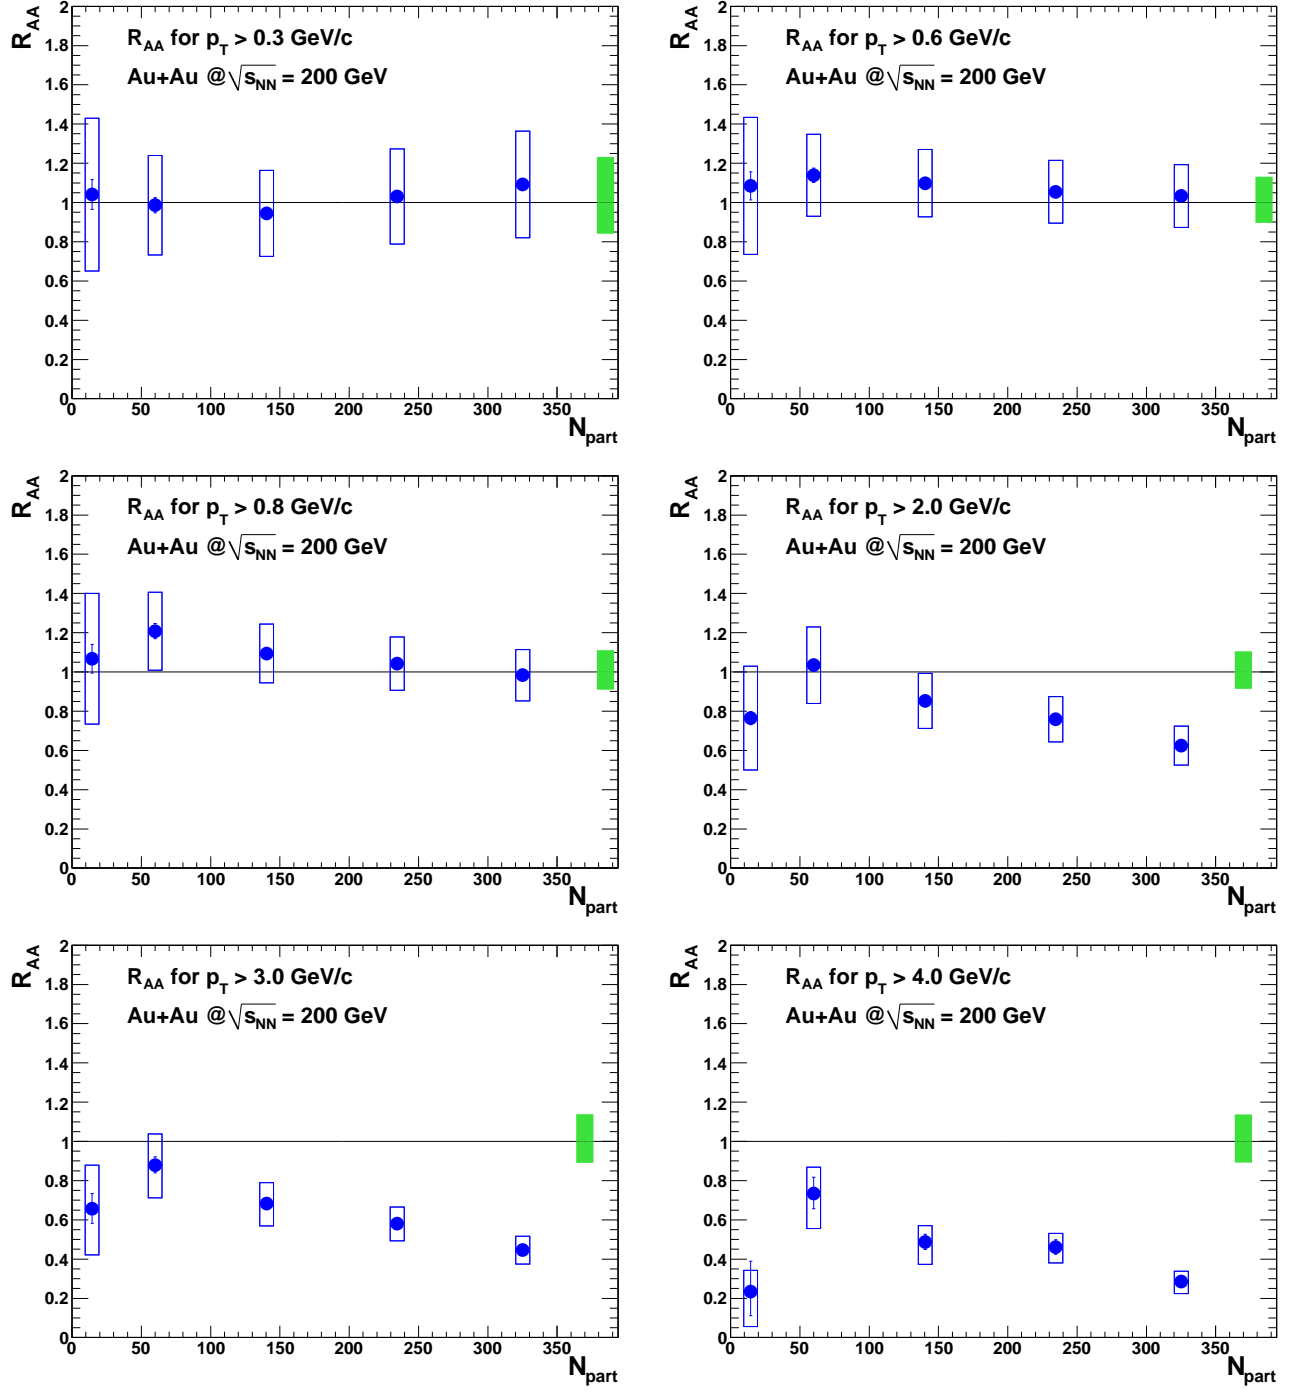 R_AA
2
1.8
1.6
1.4
1.2
1
0.8
0.6
0.4
0.2
0
R_AA for p_T > 0.3 GeV/c
Au+Au @√s_NN = 200 GeV
0 50 100 150 200 250 300 350
N_part
R_AA
2
1.8
1.6
1.4
1.2
1
0.8
0.6
0.4
0.2
0
R_AA for p_T > 0.6 GeV/c
Au+Au @√s_NN = 200 GeV
0 50 100 150 200 250 300 350
N_part
R_AA
2
1.8
1.6
1.4
1.2
1
0.8
0.6
0.4
0.2
0
R_AA for p_T > 0.8 GeV/c
Au+Au @√s_NN = 200 GeV
0 50 100 150 200 250 300 350
N_part
R_AA
2
1.8
1.6
1.4
1.2
1
0.8
0.6
0.4
0.2
0
R_AA for p_T > 2.0 GeV/c
Au+Au @√s_NN = 200 GeV
0 50 100 150 200 250 300 350
N_part
R_AA
2
1.8
1.6
1.4
1.2
1
0.8
0.6
0.4
0.2
0
R_AA for p_T > 3.0 GeV/c
Au+Au @√s_NN = 200 GeV
0 50 100 150 200 250 300 350
N_part
R_AA
2
1.8
1.6
1.4
1.2
1
0.8
0.6
0.4
0.2
0
R_AA for p_T > 4.0 GeV/c
Au+Au @√s_NN = 200 GeV
0 50 100 150 200 250 300 350
N_part